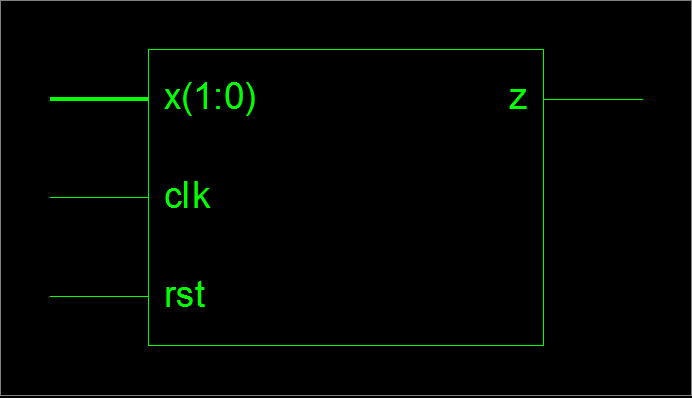 x(1:0) z
clk
rst